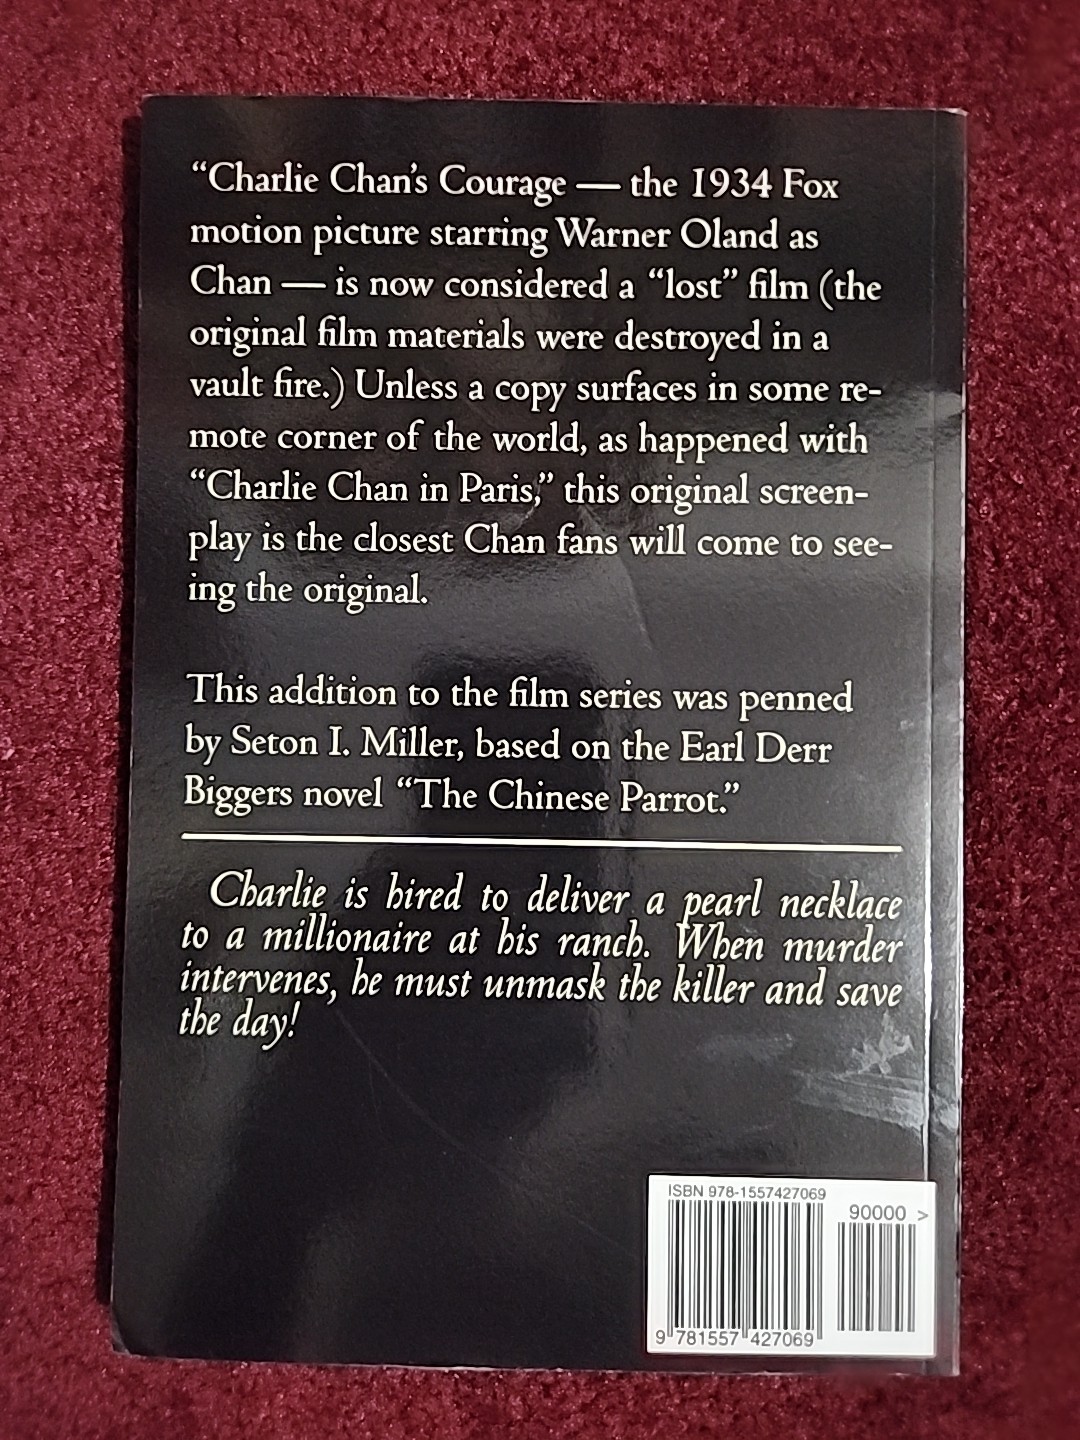 “Charlie Chan’s Courage — the 1934 Fox
motion picture starring Warner Oland as
Chan — is now considered a “lost” film (the
original film materials were destroyed in a
vault fire.) Unless a copy surfaces in some re-
mote corner of the world, as happened with
“Charlie Chan in Paris,” this original screen-
play is the closest Chan fans will come to see-
ing the original.
This addition to the film series was penned
by Seton I. Miller, based on the Earl Derr
Biggers novel “The Chinese Parrot.”
Charlie is hired to deliver a pearl necklace
to a millionaire at his ranch. When murder
intervenes, he must unmask the killer and save
the day!
ISBN 978-1557427069
90000 >
9 781557 427069